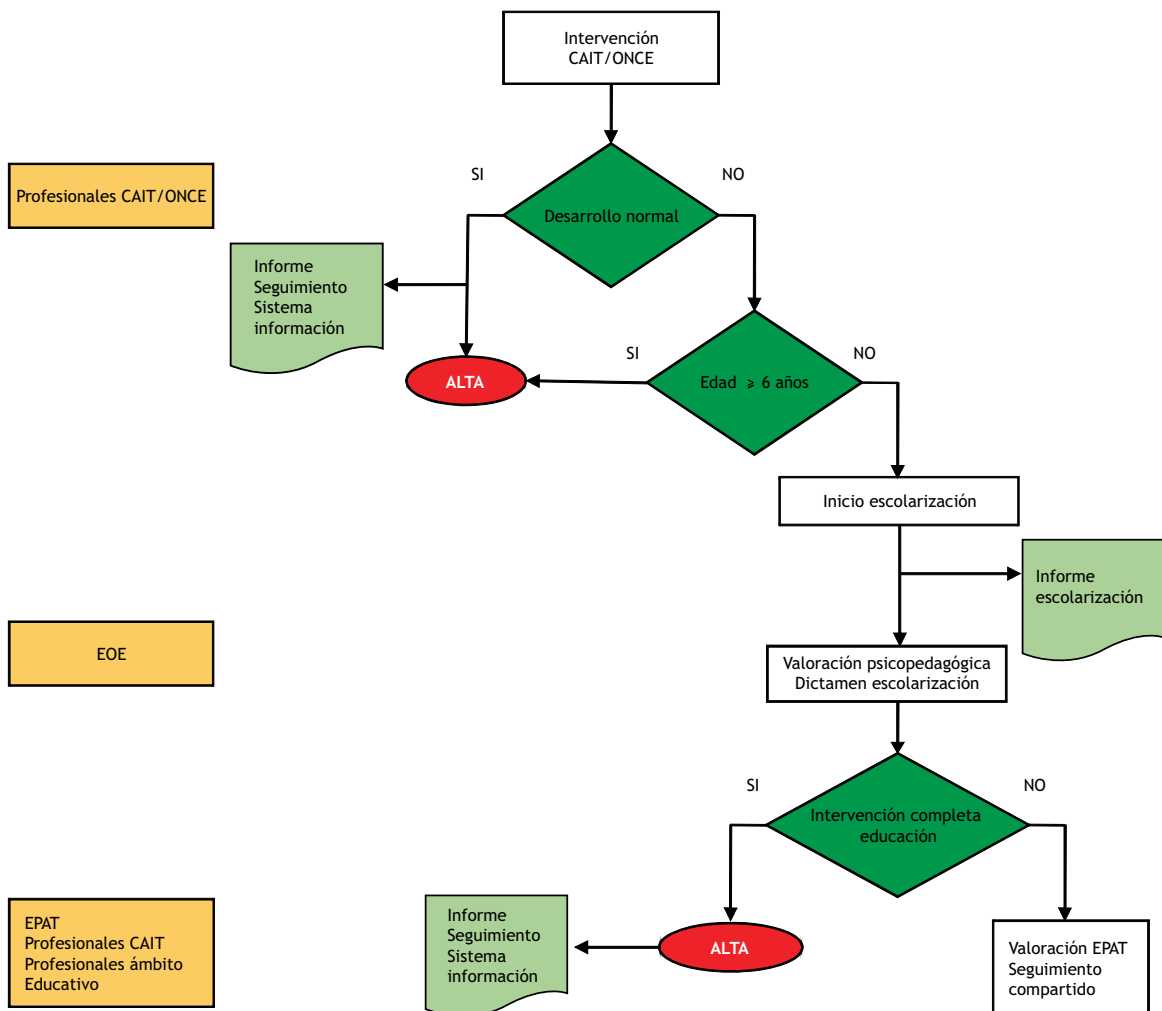 Intervención
CAIT/ONCE
Profesionales CAIT/ONCE
SI
NO
Desarrollo normal
Informe
Seguimiento
Sistema
información
SI
NO
ALTA
Edad ≥ 6 años
Inicio escolarización
Informe
escolarización
EOE
Valoración psicopedagógica
Dictamen escolarización
SI
NO
Intervención completa
educación
EPAT
Profesionales CAIT
Profesionales ámbito
Educativo
Informe
Seguimiento
Sistema
información
ALTA
Valoración EPAT
Seguimiento
compartido